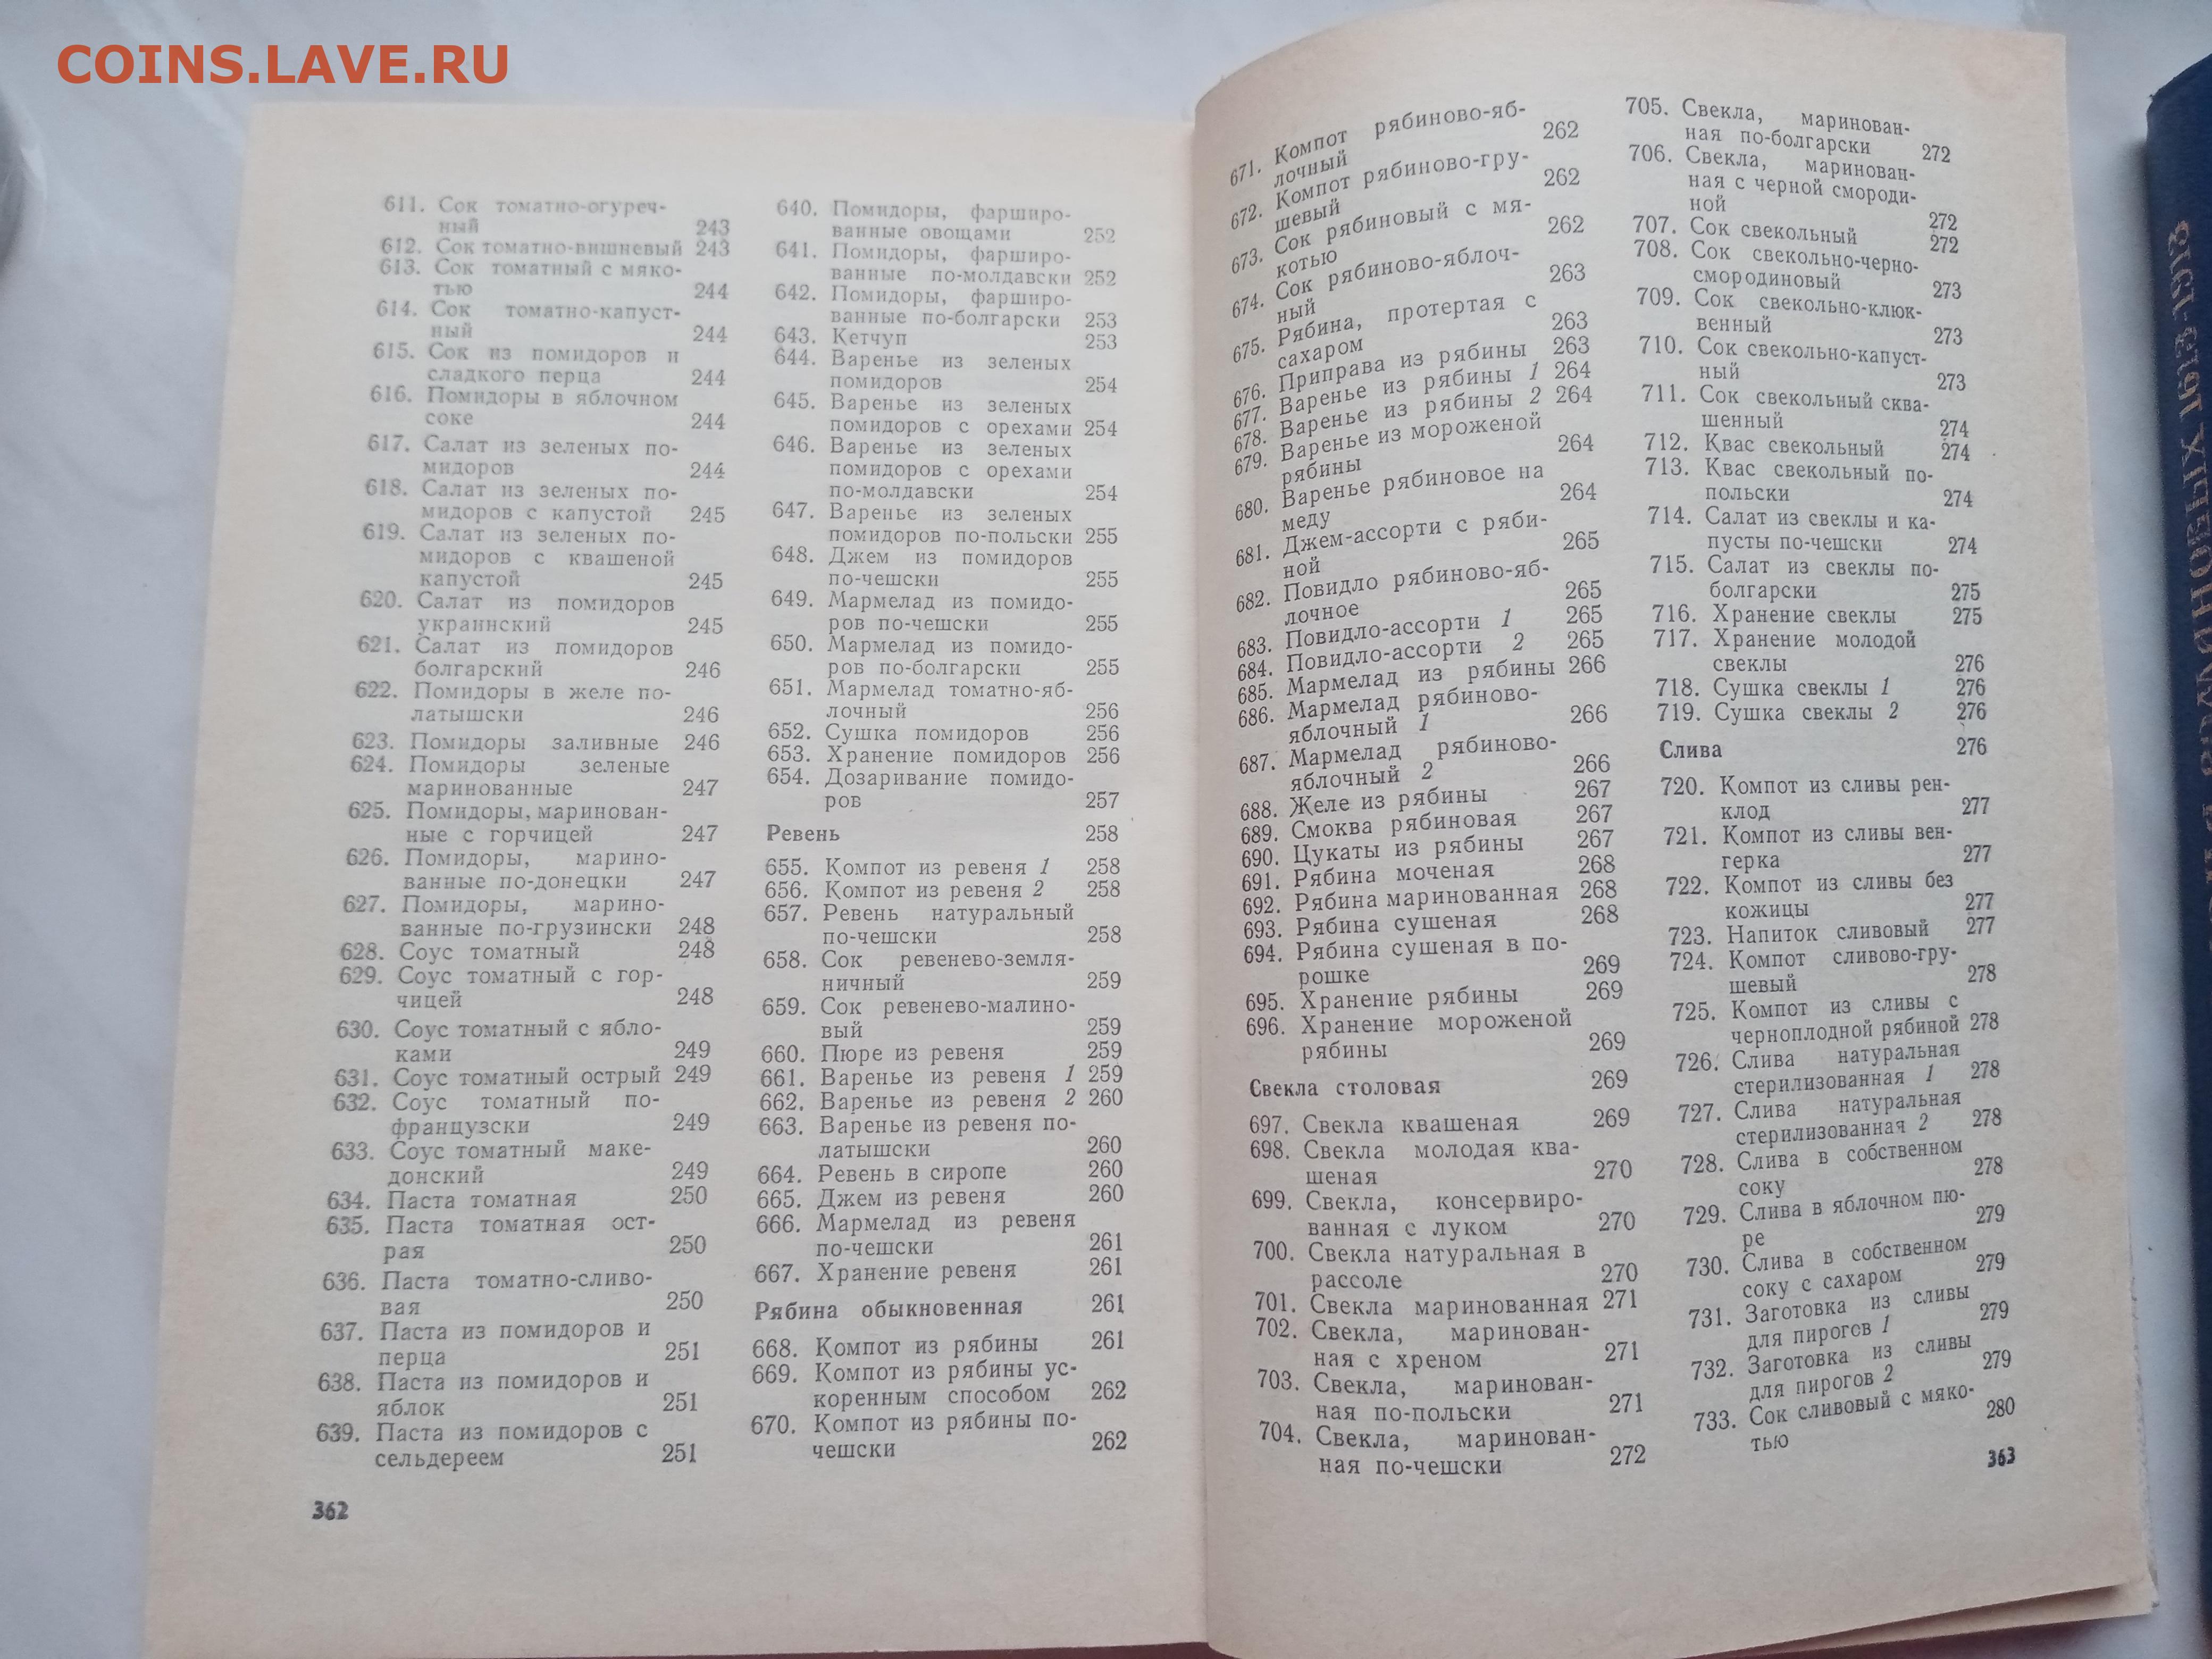 COINS.LAVE.RU
611. Сок томатно-огуреч-
ный 243
612. Сок томатно-вишневый 243
613. Сок томатный с мяко-
тью 244
614. Сок томатно-капуст-
ный 244
615. Сок из помидоров и
сладкого перца 244
616. Помидоры в яблочном
соке 244
617. Салат из зеленых по-
мидоров 244
618. Салат из зеленых по-
мидоров с капустой 245
619. Салат из зеленых по-
мидоров с квашеной
капустой 245
620. Салат из помидоров
украинский 245
621. Салат из помидоров
болгарский 246
622. Помидоры в желе по-
латышски 246
623. Помидоры заливные 246
624. Помидоры зеленые
маринованные 247
625. Помидоры, маринован-
ные с горчицей 247
626. Помидоры, марино-
ванные по-донецки 247
627. Помидоры, марино-
ванные по-грузински 248
628. Соус томатный 248
629. Соус томатный с гор-
чицей 248
630. Соус томатный с ябло-
ками 249
631. Соус томатный острый 249
632. Соус томатный по-
французски 249
633. Соус томатный маке-
донский 249
634. Паста томатная 250
635. Паста томатная ост-
рая 250
636. Паста томатно-сливо-
вая 250
637. Паста из помидоров и
перца 251
638. Паста из помидоров и
яблок 251
639. Паста из помидоров с
сельдереем 251
362
640. Помидоры, фарширо-
ванные овощами 252
641. Помидоры, фарширо-
ванные по-молдавски 252
642. Помидоры, фарширо-
ванные по-болгарски 253
643. Кетчуп 253
644. Варенье из зеленых
помидоров 254
645. Варенье из зеленых
помидоров с орехами 254
646. Варенье из зеленых
помидоров с орехами
по-молдавски 254
647. Варенье из зеленых
помидоров по-польски 255
648. Джем из помидоров
по-чешски 255
649. Мармелад из помидо-
ров по-чешски 255
650. Мармелад из помидо-
ров по-болгарски 255
651. Мармелад томатно-яб-
лочный 256
652. Сушка помидоров 256
653. Хранение помидоров 256
654. Дозаривание помидо-
ров 257
Ревень 258
655. Компот из ревеня 1 258
656. Компот из ревеня 2 258
657. Ревень натуральный
по-чешски 258
658. Сок ревенево-земля-
ничный 259
659. Сок ревенево-малино-
вый 259
660. Пюре из ревеня 259
661. Варенье из ревеня 1 259
662. Варенье из ревеня 2 260
663. Варенье из ревеня по-
латышски 260
664. Ревень в сиропе 260
665. Джем из ревеня 260
666. Мармелад из ревеня
по-чешски 261
667. Хранение ревеня 261
Рябина обыкновенная 261
668. Компот из рябины 261
669. Компот из рябины ус-
коренным способом 262
670. Компот из рябины по-
чешски 262
671. Компот рябиново-яб-
лочный 262
672. Компот рябиново-гру-
шевый 262
673. Сок рябиновый с мя-
котью 262
674. Сок рябиново-яблоч-
ный 263
675. Рябина, протертая с
сахаром 263
676. Приправа из рябины 263
677. Варенье из рябины 1 264
678. Варенье из рябины 2 264
679. Варенье из мороженой
рябины 264
680. Варенье рябиновое на
меду 264
681. Джем-ассорти с ряби-
ной 265
682. Повидло рябиново-яб-
лочное 265
683. Повидло-ассорти 1 265
684. Повидло-ассорти 2 265
685. Мармелад из рябины 266
686. Мармелад рябиново-
яблочный 1 266
687. Мармелад рябиново-
яблочный 2 266
688. Желе из рябины 267
689. Смоква рябиновая 267
690. Цукаты из рябины 267
691. Рябина моченая 268
692. Рябина маринованная 268
693. Рябина сушеная 268
694. Рябина сушеная в по-
рошке 269
695. Хранение рябины 269
696. Хранение мороженой
рябины 269
Свекла столовая 269
697. Свекла квашеная 269
698. Свекла молодая ква-
шеная 270
699. Свекла, консервиро-
ванная с луком 270
700. Свекла натуральная в
рассоле 270
701. Свекла маринованная 271
702. Свекла, маринован-
ная с хреном 271
703. Свекла, маринован-
ная по-польски 271
704. Свекла, маринован-
ная по-чешски 272
705. Свекла, маринован-
ная по-болгарски 272
706. Свекла, маринован-
ная с черной смороди-
ной 272
707. Сок свекольный 272
708. Сок свекольно-черно-
смородиновый 273
709. Сок свекольно-клюк-
венный 273
710. Сок свекольно-капуст-
ный 273
711. Сок свекольный сква-
шенный 274
712. Квас свекольный 274
713. Квас свекольный по-
польски 274
714. Салат из свеклы и ка-
пусты по-чешски 274
715. Салат из свеклы по-
болгарски 275
716. Хранение свеклы 275
717. Хранение молодой
свеклы 276
718. Сушка свеклы 1 276
719. Сушка свеклы 2 276
Слива 276
720. Компот из сливы рен-
клод 277
721. Компот из сливы вен-
герка 277
722. Компот из сливы без
кожицы 277
723. Напиток сливовый 277
724. Компот сливово-гру-
шевый 278
725. Компот из сливы с
черноплодной рябиной 278
726. Слива натуральная
стерилизованная 1 278
727. Слива натуральная
стерилизованная 2 278
728. Слива в собственном
соку 278
729. Слива в яблочном пю-
ре 279
730. Слива в собственном
соку с сахаром 279
731. Заготовка из сливы
для пирогов 1 279
732. Заготовка из сливы
для пирогов 2 279
733. Сок сливовый с мяко-
тью 280
363